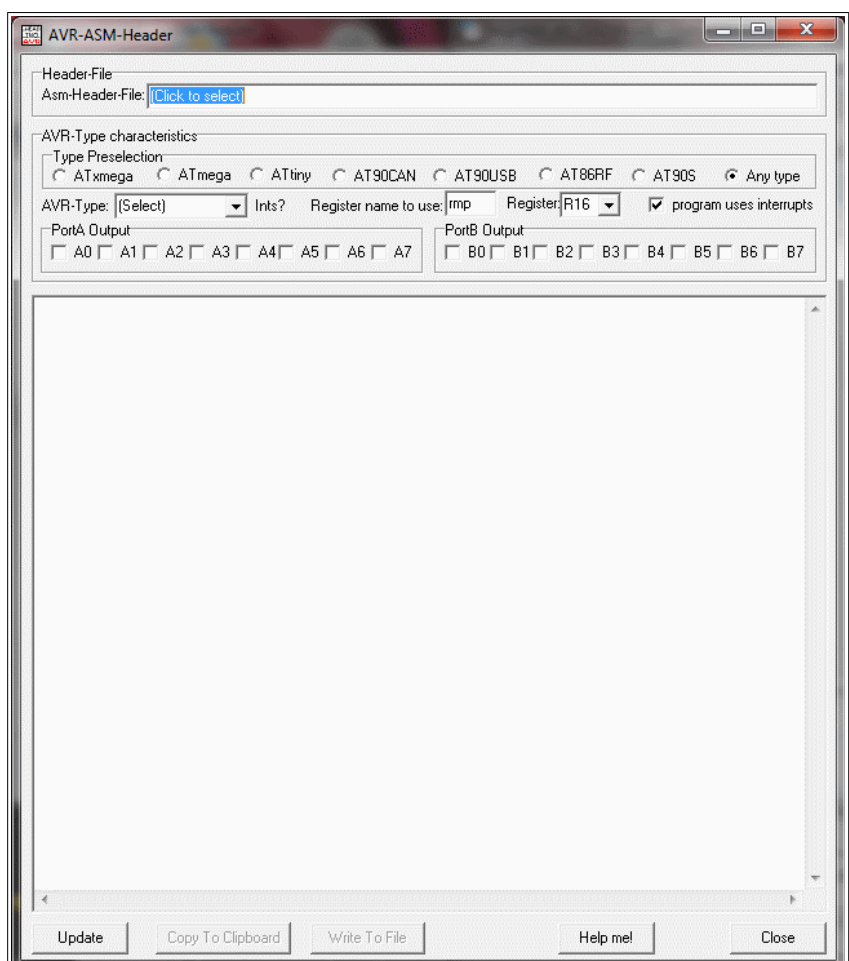 AVR-ASM-Header
Header-File
Asm-Header-File: (Click to select)
AVR-Type characteristics
Type Preselection
ATxmega ATmega ATtiny AT90CAN AT90USB AT86RF AT90S Any type
AVR-Type: (Select) Ints? Register name to use: rmp Register: R16 program uses interrupts
PortA Output PortB Output
A0 A1 A2 A3 A4 A5 A6 A7 B0 B1 B2 B3 B4 B5 B6 B7
Update Copy To Clipboard Write To File Help me! Close